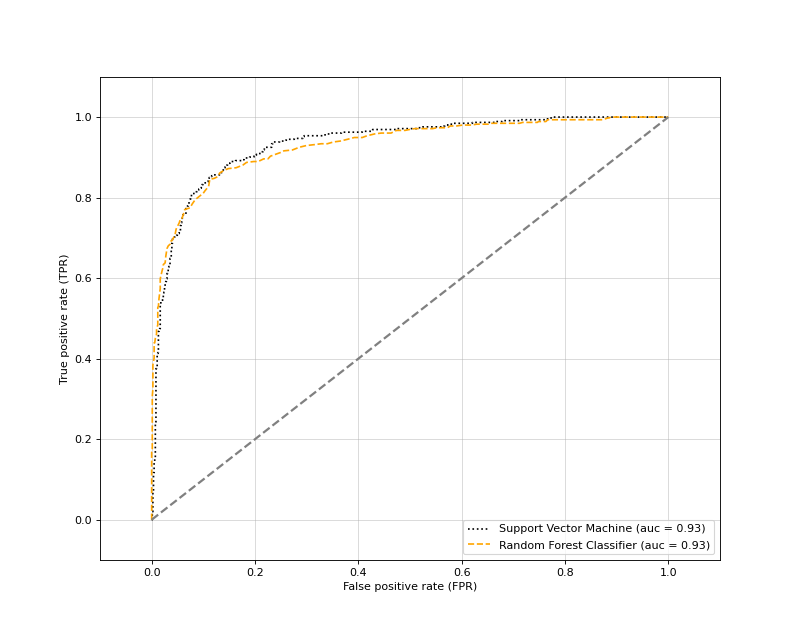 1.0
0.8
0.6
0.4
0.2
0.0
True positive rate (TPR)
0.0 0.2 0.4 0.6 0.8 1.0
False positive rate (FPR)
Support Vector Machine (auc = 0.93)
Random Forest Classifier (auc = 0.93)